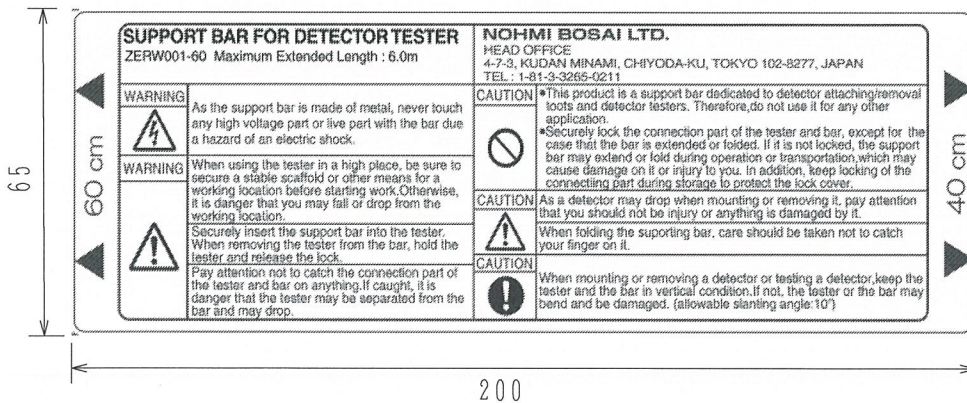 SUPPORT BAR FOR DETECTOR TESTER
ZERW001-60 Maximum Extended Length : 6.0m
NOHMI BOSAI LTD.
HEAD OFFICE
4-7-3, KUDAN MINAMI, CHIYODA-KU, TOKYO 102-8277, JAPAN
TEL : 1-81-3-3265-0211
WARNING
As the support bar is made of metal, never touch
any high voltage part or live part with the bar due
a hazard of an electric shock.
WARNING
When using the tester in a high place, be sure to
secure a stable scaffold or other means for a
working location before starting work.Otherwise,
it is danger that you may fall or drop from the
working location.
Securely insert the support bar into the tester.
When removing the tester from the bar, hold the
tester and release the lock.
Pay attention not to catch the connection part of
the tester and bar on anything.If caught, it is
danger that the tester may be separated from the
bar and may drop.
CAUTION
*This product is a support bar dedicated to detector attaching/removal
toots and detector testers. Therefore,do not use it for any other
application.
*Securely lock the connection part of the tester and bar, except for the
case that the bar is extended or folded. If it is not locked, the support
bar may extend or fold during operation or transportation,which may
cause damage on it or injury to you. In addition, keep locking of the
connectiing part during storage to protect the lock cover.
CAUTION
As a detector may drop when mounting or removing it, pay attention
that you should not be injury or anything is damaged by it.
When folding the suporting bar, care should be taken not to catch
your finger on it.
CAUTION
When mounting or removing a detector or testing a detector,keep the
tester and the bar in vertical condition.If not, the tester or the bar may
bend and be damaged. (allowable slanting angle:10°)
60 cm
40 cm
65
200